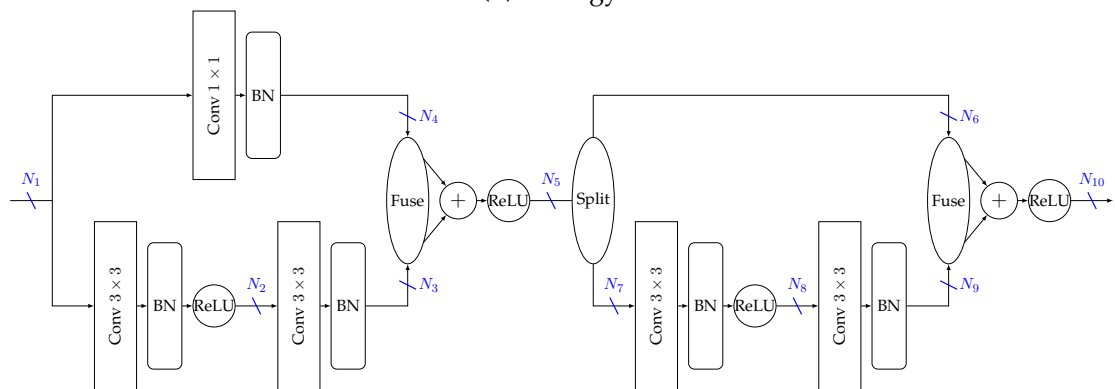 Conv 1 × 1
BN
N4
N6
N1
Fuse
+
ReLU
N5
Split
Fuse
+
ReLU
N10
Conv 3 × 3
BN
ReLU
N2
Conv 3 × 3
BN
N3
N7
Conv 3 × 3
BN
ReLU
N8
Conv 3 × 3
BN
N9